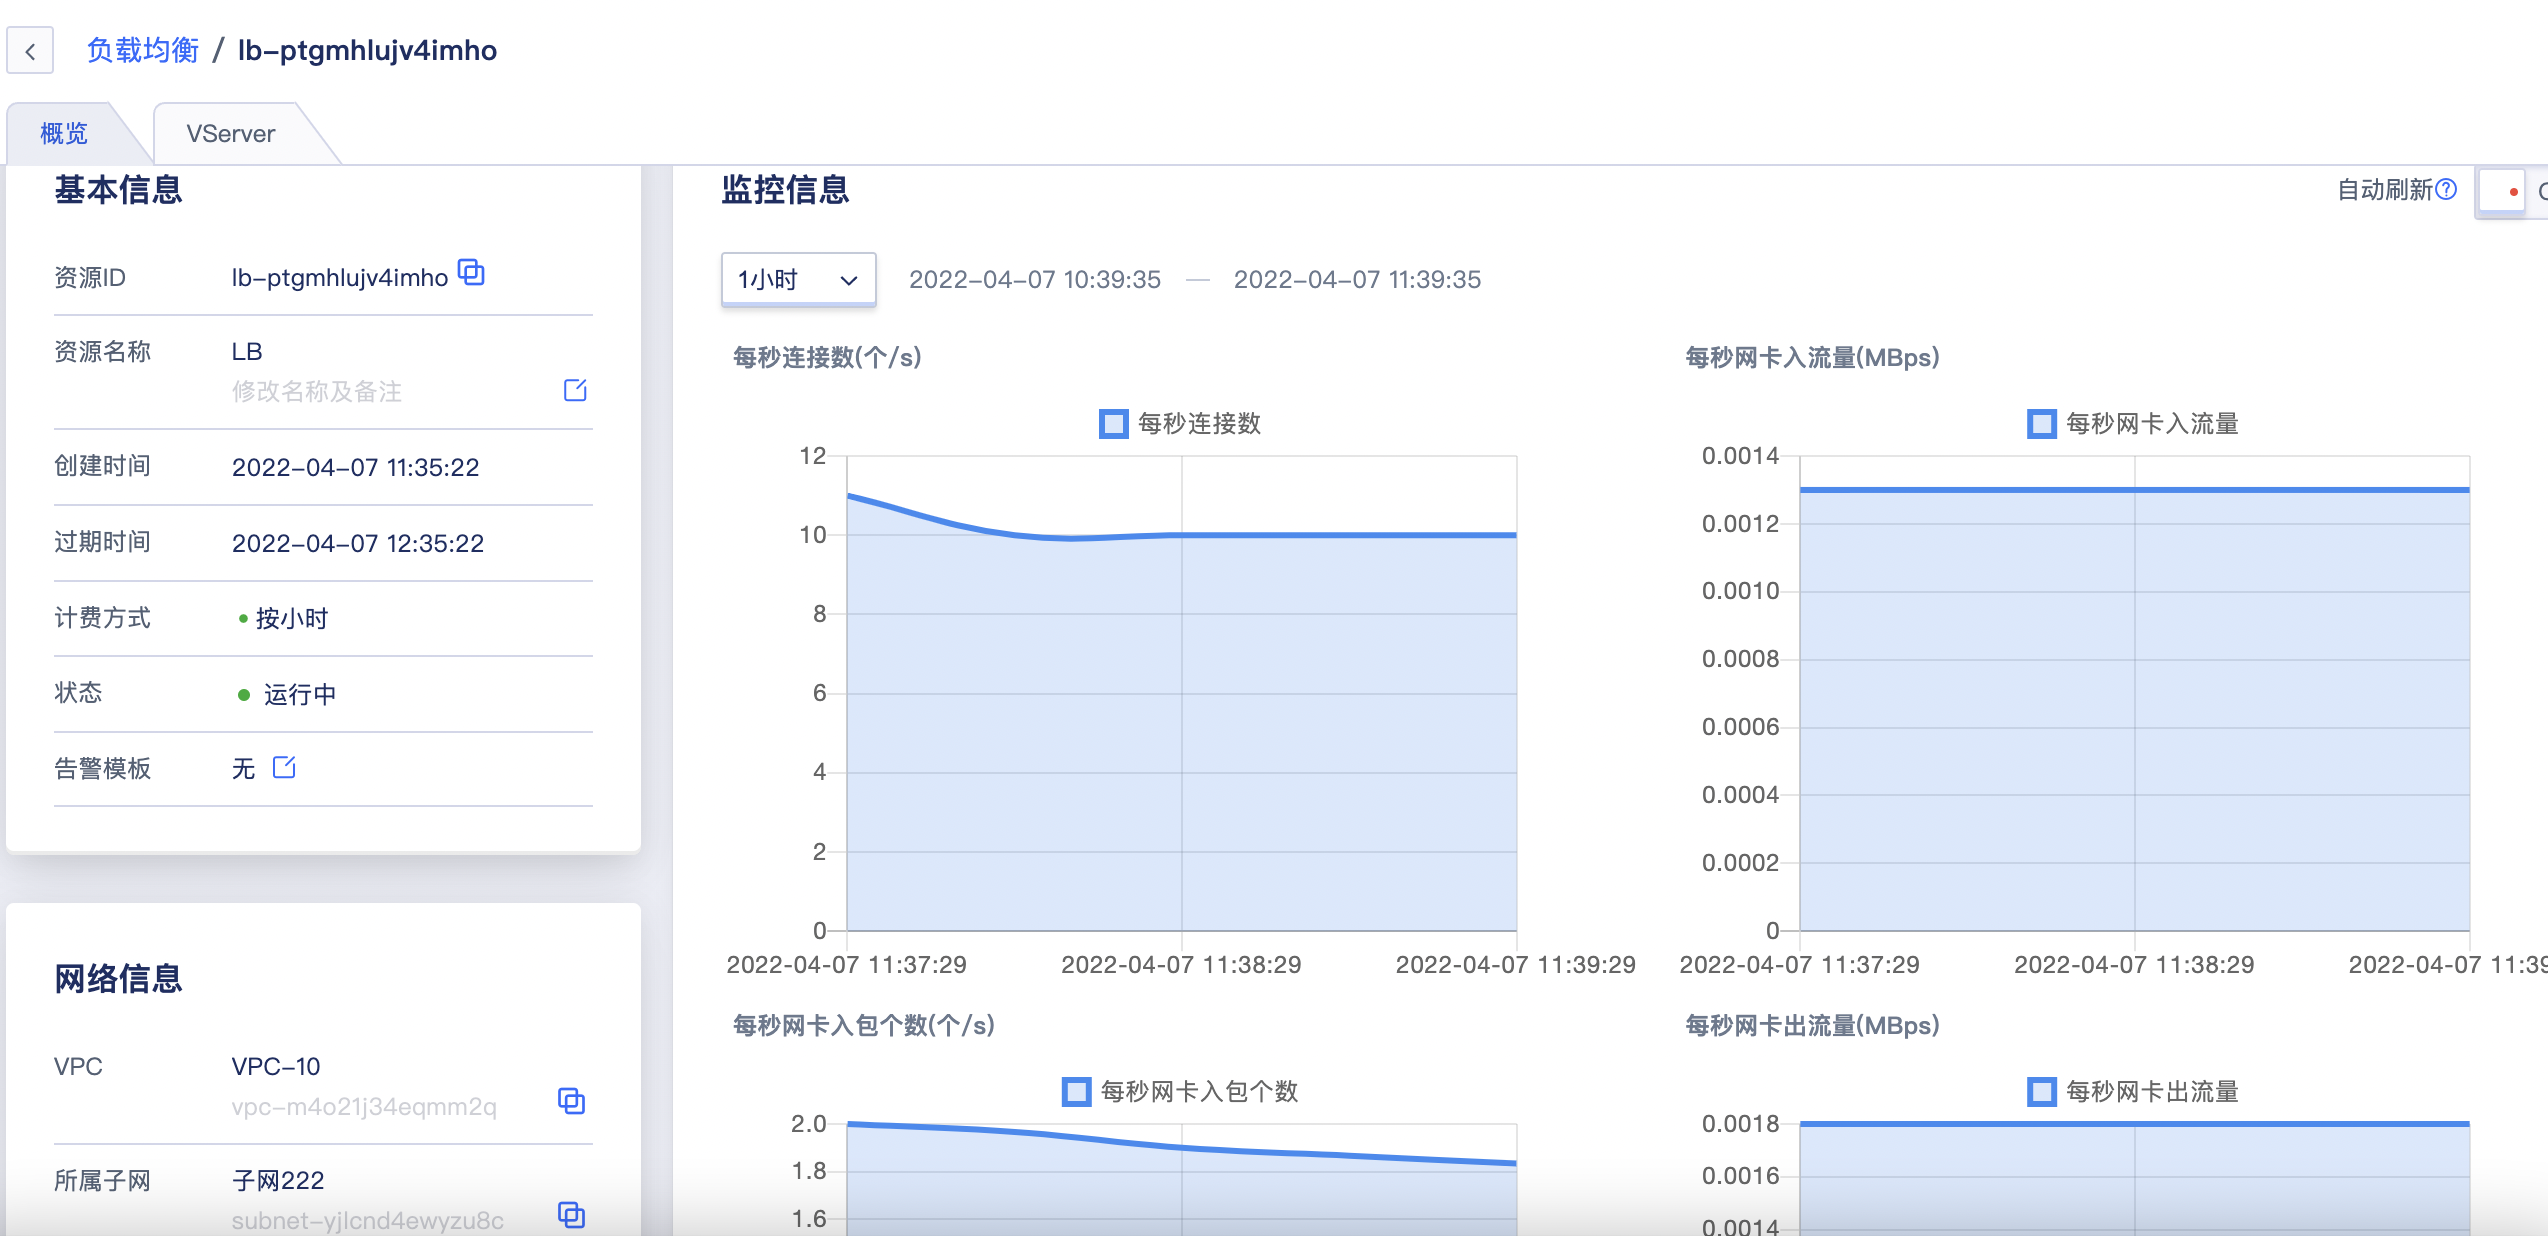 负载均衡 / lb-ptgmhlujv4imho
概览
VServer
基本信息
资源ID lb-ptgmhlujv4imho
资源名称 LB
修改名称及备注
创建时间 2022-04-07 11:35:22
过期时间 2022-04-07 12:35:22
计费方式 按小时
状态 运行中
告警模板 无
网络信息
VPC VPC-10
vpc-m4o21j34eqmm2q
所属子网 子网222
subnet-yjlcnd4ewyzu8c
监控信息
自动刷新
1小时 2022-04-07 10:39:35 — 2022-04-07 11:39:35
每秒连接数(个/s)
每秒连接数
12
10
8
6
4
2
0
2022-04-07 11:37:29 2022-04-07 11:38:29 2022-04-07 11:39:29
每秒网卡入流量(MBps)
每秒网卡入流量
0.0014
0.0012
0.0010
0.0008
0.0006
0.0004
0.0002
0
2022-04-07 11:37:29 2022-04-07 11:38:29 2022-04-07 11:39
每秒网卡入包个数(个/s)
每秒网卡入包个数
2.0
1.8
1.6
每秒网卡出流量(MBps)
每秒网卡出流量
0.0018
0.0016
0.0014